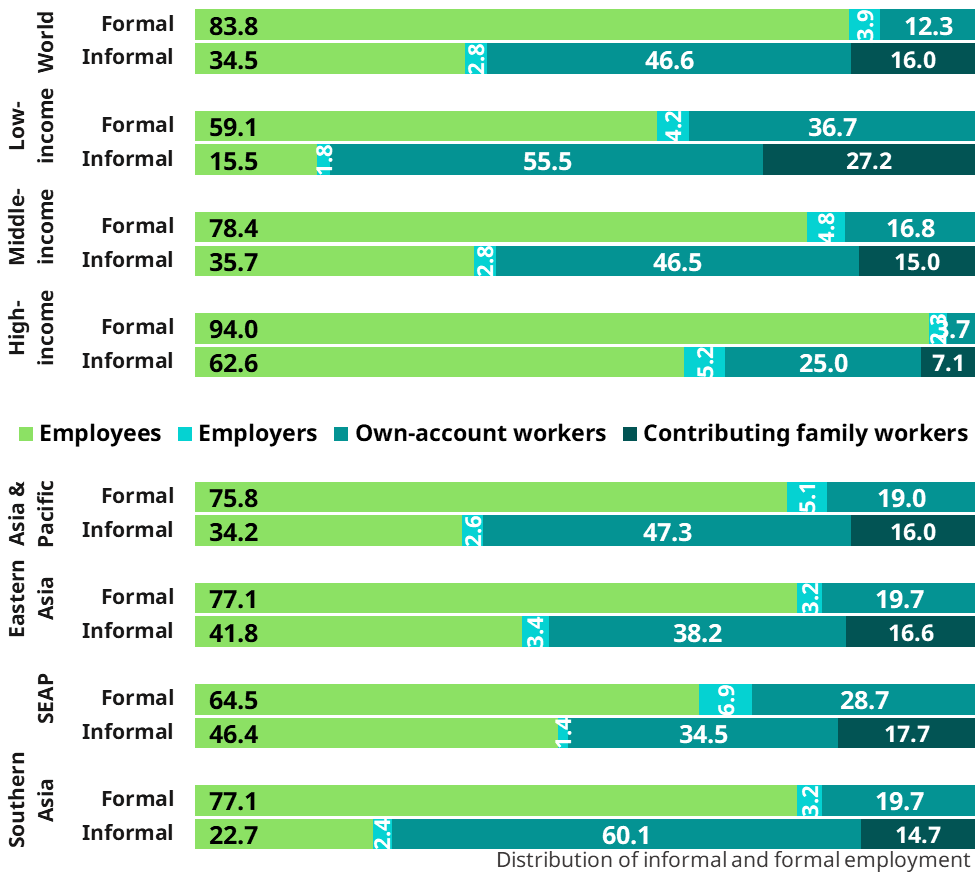 World
Formal 83.8 3.9 12.3
Informal 34.5 2.8 46.6 16.0
Low-
income
Formal 59.1 4.2 36.7
Informal 15.5 1.8 55.5 27.2
Middle-
income
Formal 78.4 4.8 16.8
Informal 35.7 2.8 46.5 15.0
High-
income
Formal 94.0 2.3 3.7
Informal 62.6 5.2 25.0 7.1
Employees Employers Own-account workers Contributing family workers
Asia &
Pacific
Formal 75.8 5.1 19.0
Informal 34.2 2.6 47.3 16.0
Eastern
Asia
Formal 77.1 3.2 19.7
Informal 41.8 3.4 38.2 16.6
SEAP
Formal 64.5 6.9 28.7
Informal 46.4 1.4 34.5 17.7
Southern
Asia
Formal 77.1 3.2 19.7
Informal 22.7 2.4 60.1 14.7
Distribution of informal and formal employment